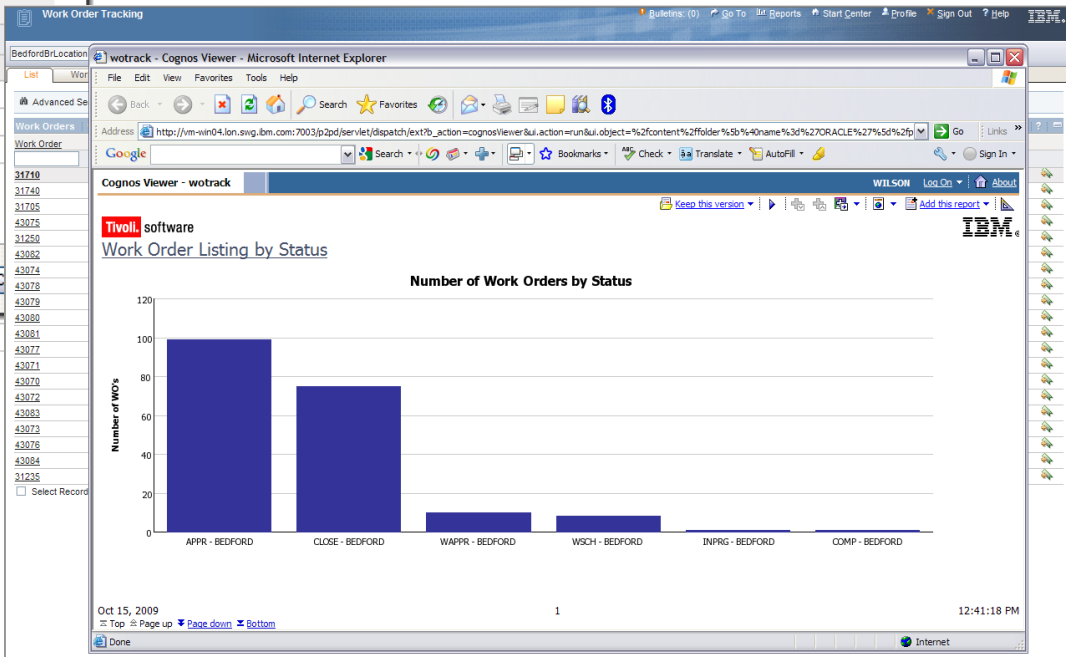 Work Order Tracking
Bulletins: (0) Go To Reports Start Center Profile Sign Out ? Help IBM.
BedfordBrLocation
List Wor
Advanced Se
Work Orders
Work Order
31710
31740
31705
43075
31250
43082
43074
43078
43079
43080
43081
43077
43071
43070
43072
43083
43073
43076
43084
31235
Select Record
wotrack - Cognos Viewer - Microsoft Internet Explorer
File Edit View Favorites Tools Help
Back Search Favorites
Address http://vm-win04.lon.swg.ibm.com:7003/p2pd/servlet/dispatch/ext?b_action=cognosViewer&ui.action=run&ui.object=%2fcontent%2ffolder%5b%40name%3d%27ORACLE%27%5d%2fp Go Links »
Google Search Bookmarks Check Translate AutoFill Sign In
Cognos Viewer - wotrack WILSON Log On About
Keep this version Add this report
Tivoli. software IBM
Work Order Listing by Status
Number of Work Orders by Status
Number of WO's
120
100
80
60
40
20
0
APPR - BEDFORD CLOSE - BEDFORD WAPPR - BEDFORD WSCH - BEDFORD INPRG - BEDFORD COMP - BEDFORD
Oct 15, 2009 1 12:41:18 PM
Top Page up Page down Bottom
Done Internet